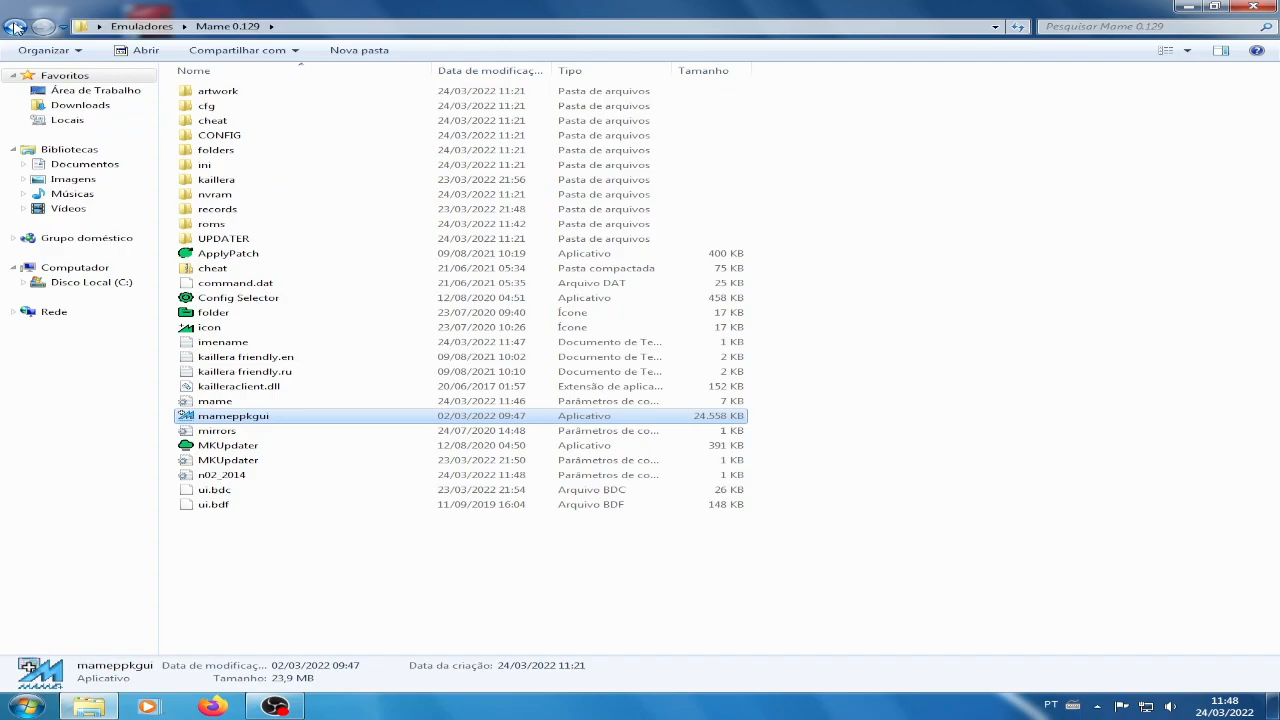 Emuladores Mame 0.129
Pesquisar Mame 0.129
Organizar Abrir Compartilhar com Nova pasta
Nome Data de modificaç... Tipo Tamanho
Favoritos
Área de Trabalho
Downloads
Locais
Bibliotecas
Documentos
Imagens
Músicas
Vídeos
Grupo doméstico
Computador
Disco Local (C:)
Rede
artwork 24/03/2022 11:21 Pasta de arquivos
cfg 24/03/2022 11:21 Pasta de arquivos
cheat 24/03/2022 11:21 Pasta de arquivos
CONFIG 24/03/2022 11:21 Pasta de arquivos
folders 24/03/2022 11:21 Pasta de arquivos
ini 24/03/2022 11:21 Pasta de arquivos
kaillera 23/03/2022 21:56 Pasta de arquivos
nvram 24/03/2022 11:21 Pasta de arquivos
records 23/03/2022 21:48 Pasta de arquivos
roms 24/03/2022 11:42 Pasta de arquivos
UPDATER 24/03/2022 11:21 Pasta de arquivos
ApplyPatch 09/08/2021 10:19 Aplicativo 400 KB
cheat 21/06/2021 05:34 Pasta compactada 75 KB
command.dat 21/06/2021 05:35 Arquivo DAT 25 KB
Config Selector 12/08/2020 04:51 Aplicativo 458 KB
folder 23/07/2020 09:40 Ícone 17 KB
icon 23/07/2020 10:26 Ícone 17 KB
imename 24/03/2022 11:47 Documento de Te... 1 KB
kaillera friendly.en 09/08/2021 10:02 Documento de Te... 2 KB
kaillera friendly.ru 09/08/2021 10:10 Documento de Te... 2 KB
kailleraclient.dll 20/06/2017 01:57 Extensão de aplica... 152 KB
mame 24/03/2022 11:46 Parâmetros de co... 7 KB
mameppkgui 02/03/2022 09:47 Aplicativo 24.558 KB
mirrors 24/07/2020 14:48 Parâmetros de co... 1 KB
MKUpdater 12/08/2020 04:50 Aplicativo 391 KB
MKUpdater 23/03/2022 21:50 Parâmetros de co... 1 KB
n02_2014 24/03/2022 11:48 Parâmetros de co... 1 KB
ui.bdc 23/03/2022 21:54 Arquivo BDC 26 KB
ui.bdf 11/09/2019 16:04 Arquivo BDF 148 KB
mameppkgui Data de modificaç... 02/03/2022 09:47 Data da criação: 24/03/2022 11:21
Aplicativo Tamanho: 23,9 MB
PT 11:48
24/03/2022